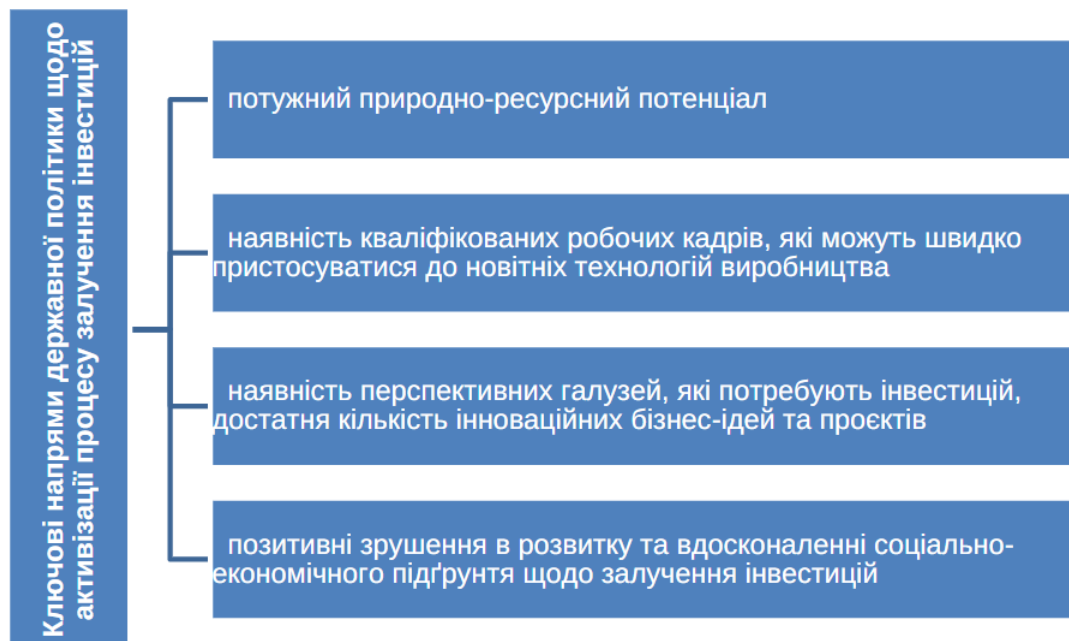 Ключові напрями державної політики щодо
активізації процесу залучення інвестицій
потужний природно-ресурсний потенціал
наявність кваліфікованих робочих кадрів, які можуть швидко
пристосуватися до новітніх технологій виробництва
наявність перспективних галузей, які потребують інвестицій,
достатня кількість інноваційних бізнес-ідей та проєктів
позитивні зрушення в розвитку та вдосконаленні соціально-
економічного підґрунтя щодо залучення інвестицій